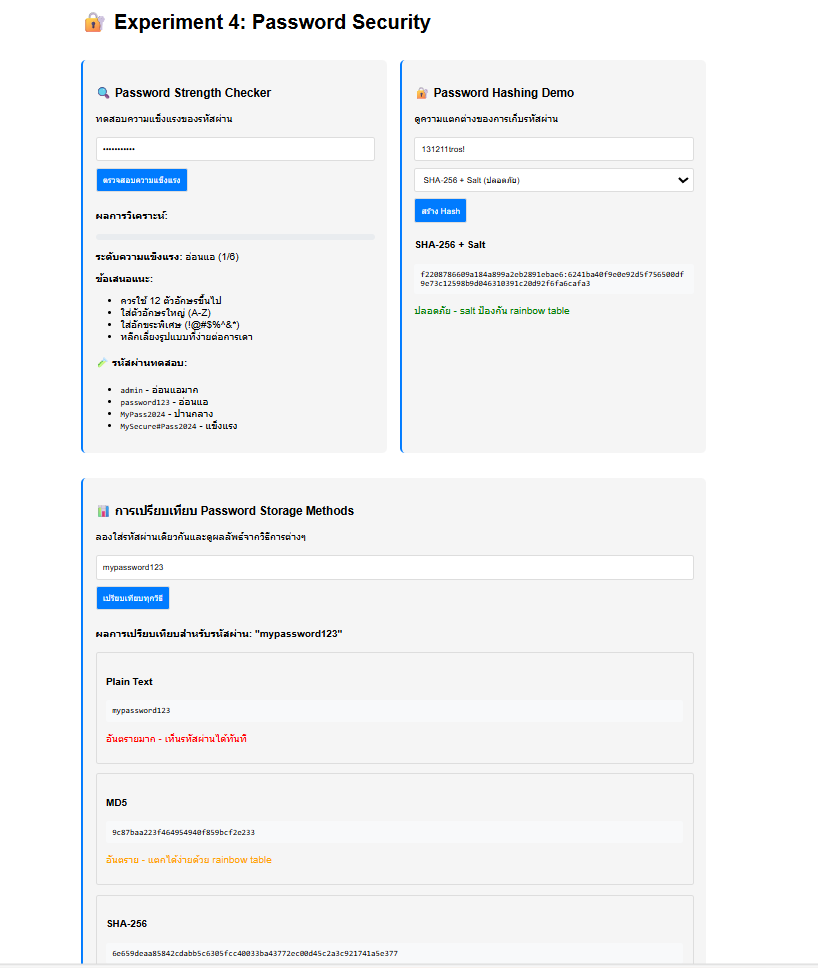 Experiment 4: Password Security
Password Strength Checker
ทดสอบความแข็งแรงของรหัสผ่าน
•••••••••••
ตรวจสอบความแข็งแรง
ผลการวิเคราะห์:
ระดับความแข็งแรง: อ่อนแอ (1/6)
ข้อเสนอแนะ:
• ควรใช้ 12 ตัวอักษรขึ้นไป
• ใส่ตัวอักษรใหญ่ (A-Z)
• ใส่อักขระพิเศษ (!@#$%^&*)
• หลีกเลี่ยงรูปแบบที่ง่ายต่อการเดา
รหัสผ่านทดสอบ:
• admin - อ่อนแอมาก
• password123 - อ่อนแอ
• MyPass2024 - ปานกลาง
• MySecure#Pass2024 - แข็งแรง
Password Hashing Demo
ดูความแตกต่างของการเก็บรหัสผ่าน
131211tros!
SHA-256 + Salt (ปลอดภัย)
สร้าง Hash
SHA-256 + Salt
f2208786609a184a899a2eb2891ebae6:6241ba40f9e0e92d5f756500df
9e73c12598b9d046310391c20d92f6fa6cafa3
ปลอดภัย - salt ป้องกัน rainbow table
การเปรียบเทียบ Password Storage Methods
ลองใส่รหัสผ่านเดียวกันและดูผลลัพธ์จากวิธีการต่างๆ
mypassword123
เปรียบเทียบทุกวิธี
ผลการเปรียบเทียบสำหรับรหัสผ่าน: "mypassword123"
Plain Text
mypassword123
อันตรายมาก - เห็นรหัสผ่านได้ทันที
MD5
9c87baa223f464954940f859bcf2e233
อันตราย - แตกได้ง่ายด้วย rainbow table
SHA-256
6e659deaa85842cdabb5c6305fcc40033ba43772ec00d45c2a3c921741a5e377